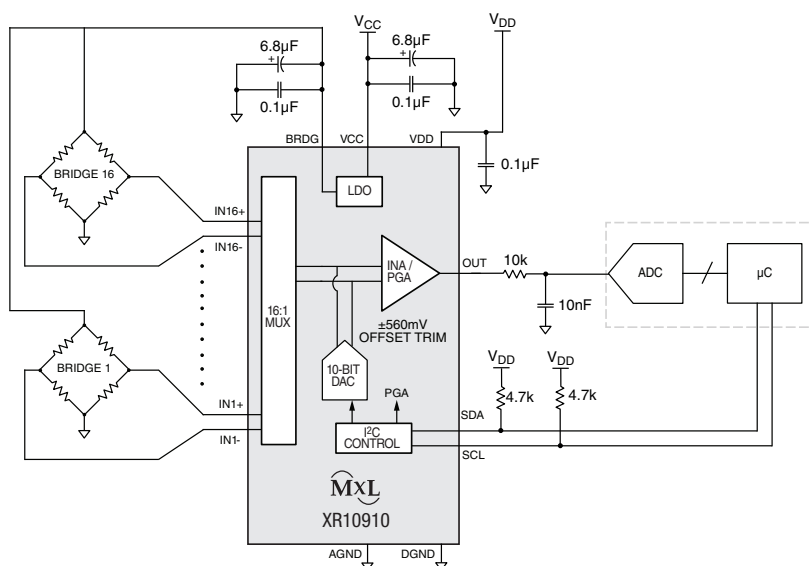 VCC
VDD
6.8µF
+
0.1µF
6.8µF
+
0.1µF
BRDG
VCC
VDD
0.1µF
LDO
BRIDGE 16
IN16+
IN16-
16:1
MUX
INA /
PGA
OUT
10k
ADC
µC
10nF
±560mV
OFFSET TRIM
BRIDGE 1
10-BIT
DAC
PGA
VDD
VDD
4.7k
4.7k
IN1+
IN1-
I²C
CONTROL
SDA
SCL
MxL
XR10910
AGND
DGND